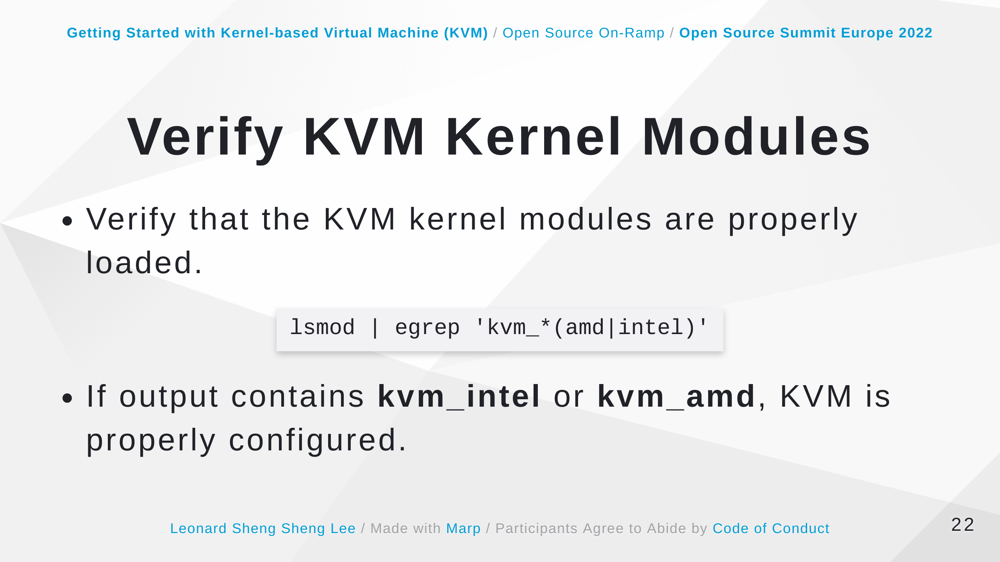 Getting Started with Kernel-based Virtual Machine (KVM) / Open Source On-Ramp / Open Source Summit Europe 2022
Verify KVM Kernel Modules
• Verify that the KVM kernel modules are properly
loaded.
lsmod | egrep 'kvm_*(amd|intel)'
• If output contains kvm_intel or kvm_amd, KVM is
properly configured.
Leonard Sheng Sheng Lee / Made with Marp / Participants Agree to Abide by Code of Conduct
22